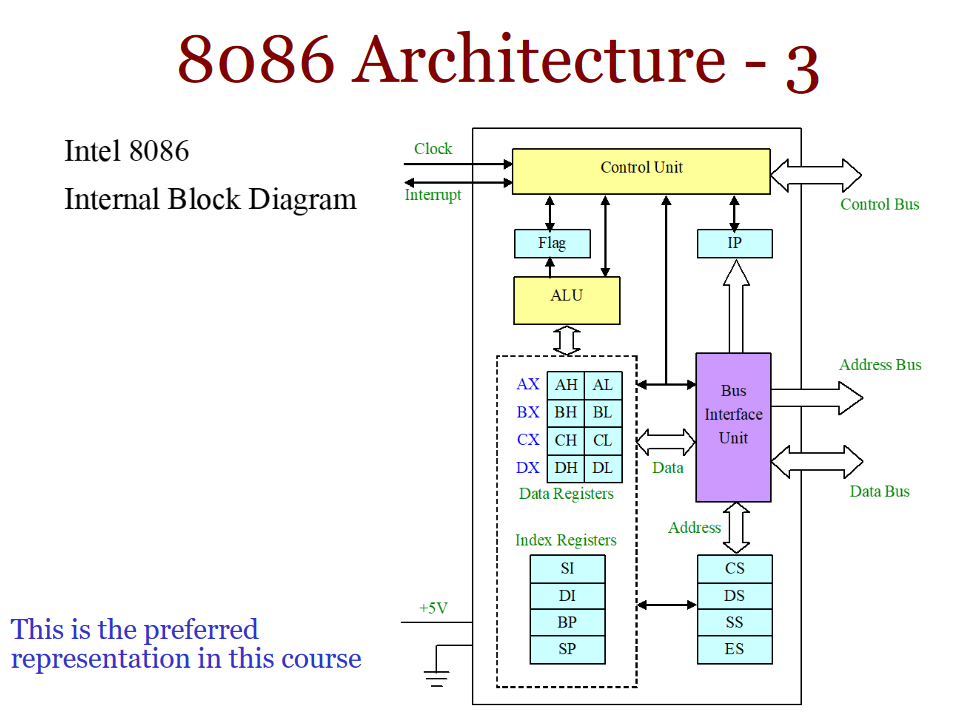 8086 Architecture - 3
Intel 8086
Internal Block Diagram
Clock
Interrupt
Control Unit
Control Bus
Flag
IP
ALU
AX AH AL
BX BH BL
CX CH CL
DX DH DL
Data Registers
Data
Bus
Interface
Unit
Address Bus
Data Bus
Address
Index Registers
SI
DI
BP
SP
CS
DS
SS
ES
+5V
This is the preferred
representation in this course